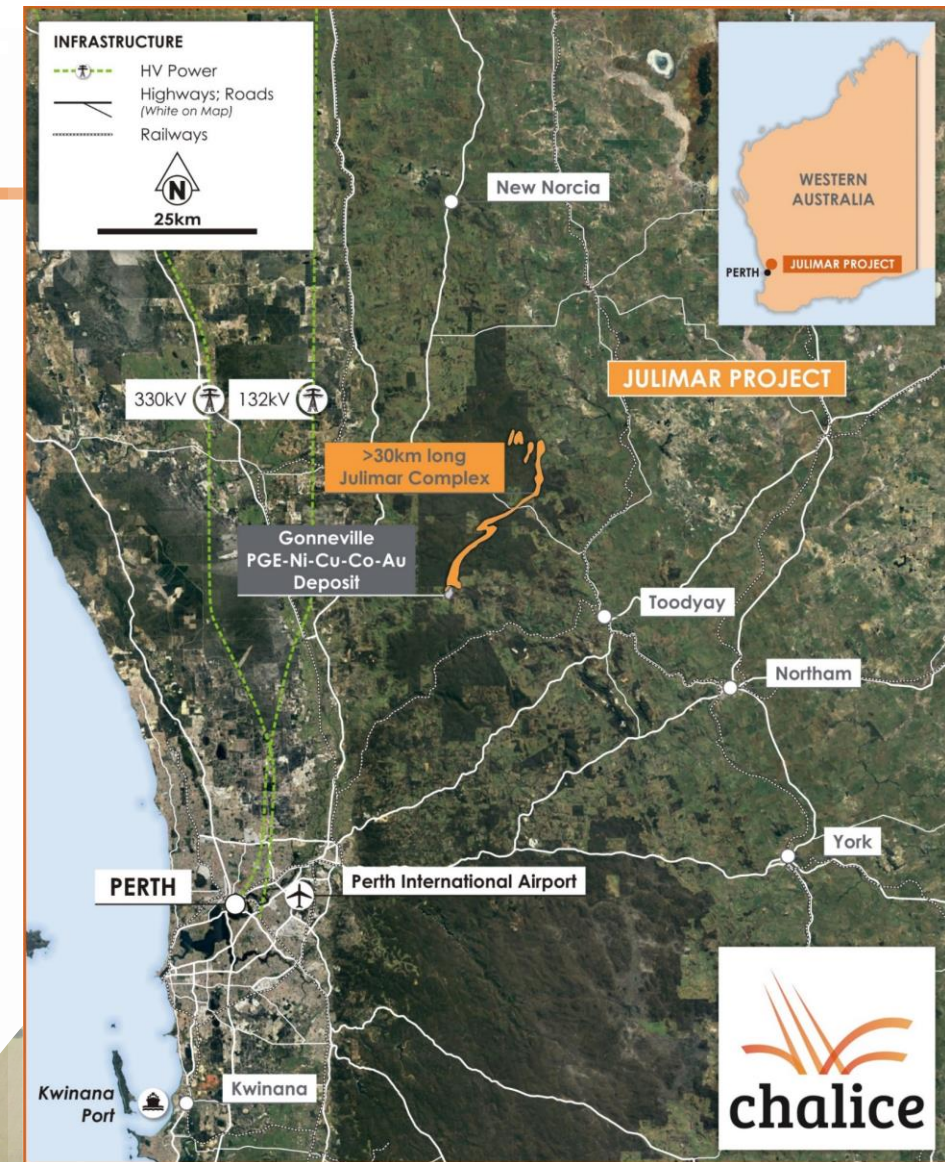 INFRASTRUCTURE
HV Power
Highways; Roads
(White on Map)
Railways
N
25km
New Norcia
WESTERN
AUSTRALIA
PERTH
JULIMAR PROJECT
JULIMAR PROJECT
330kV
132kV
>30km long
Julimar Complex
Gonneville
PGE-Ni-Cu-Co-Au
Deposit
Toodyay
Northam
York
PERTH
Perth International Airport
Kwinana
Port
Kwinana
chalice